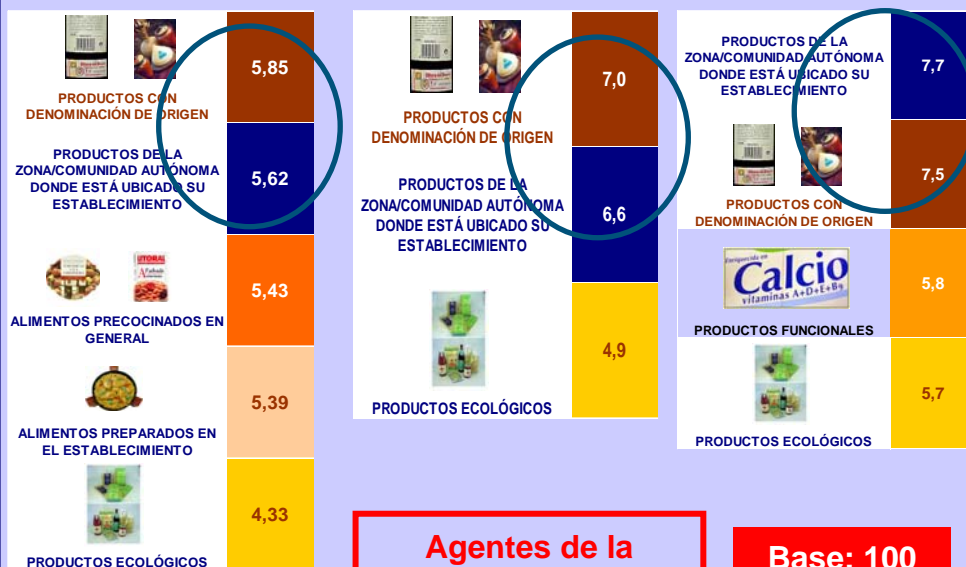 5,85
PRODUCTOS CON
DENOMINACIÓN DE ORIGEN
PRODUCTOS DE LA
ZONA/COMUNIDAD AUTÓNOMA
DONDE ESTÁ UBICADO SU
ESTABLECIMIENTO
5,62
LITORAL
5,43
ALIMENTOS PRECOCINADOS EN
GENERAL
5,39
ALIMENTOS PREPARADOS EN
EL ESTABLECIMIENTO
4,33
PRODUCTOS ECOLÓGICOS
7,0
PRODUCTOS CON
DENOMINACIÓN DE ORIGEN
PRODUCTOS DE LA
ZONA/COMUNIDAD AUTÓNOMA
DONDE ESTÁ UBICADO SU
ESTABLECIMIENTO
6,6
4,9
PRODUCTOS ECOLÓGICOS
PRODUCTOS DE LA
ZONA/COMUNIDAD AUTÓNOMA
DONDE ESTÁ UBICADO SU
ESTABLECIMIENTO
7,7
7,5
PRODUCTOS CON
DENOMINACIÓN DE ORIGEN
Calcio
vitaminas A+D+E+B9
5,8
PRODUCTOS FUNCIONALES
5,7
PRODUCTOS ECOLÓGICOS
Agentes de la
Base: 100